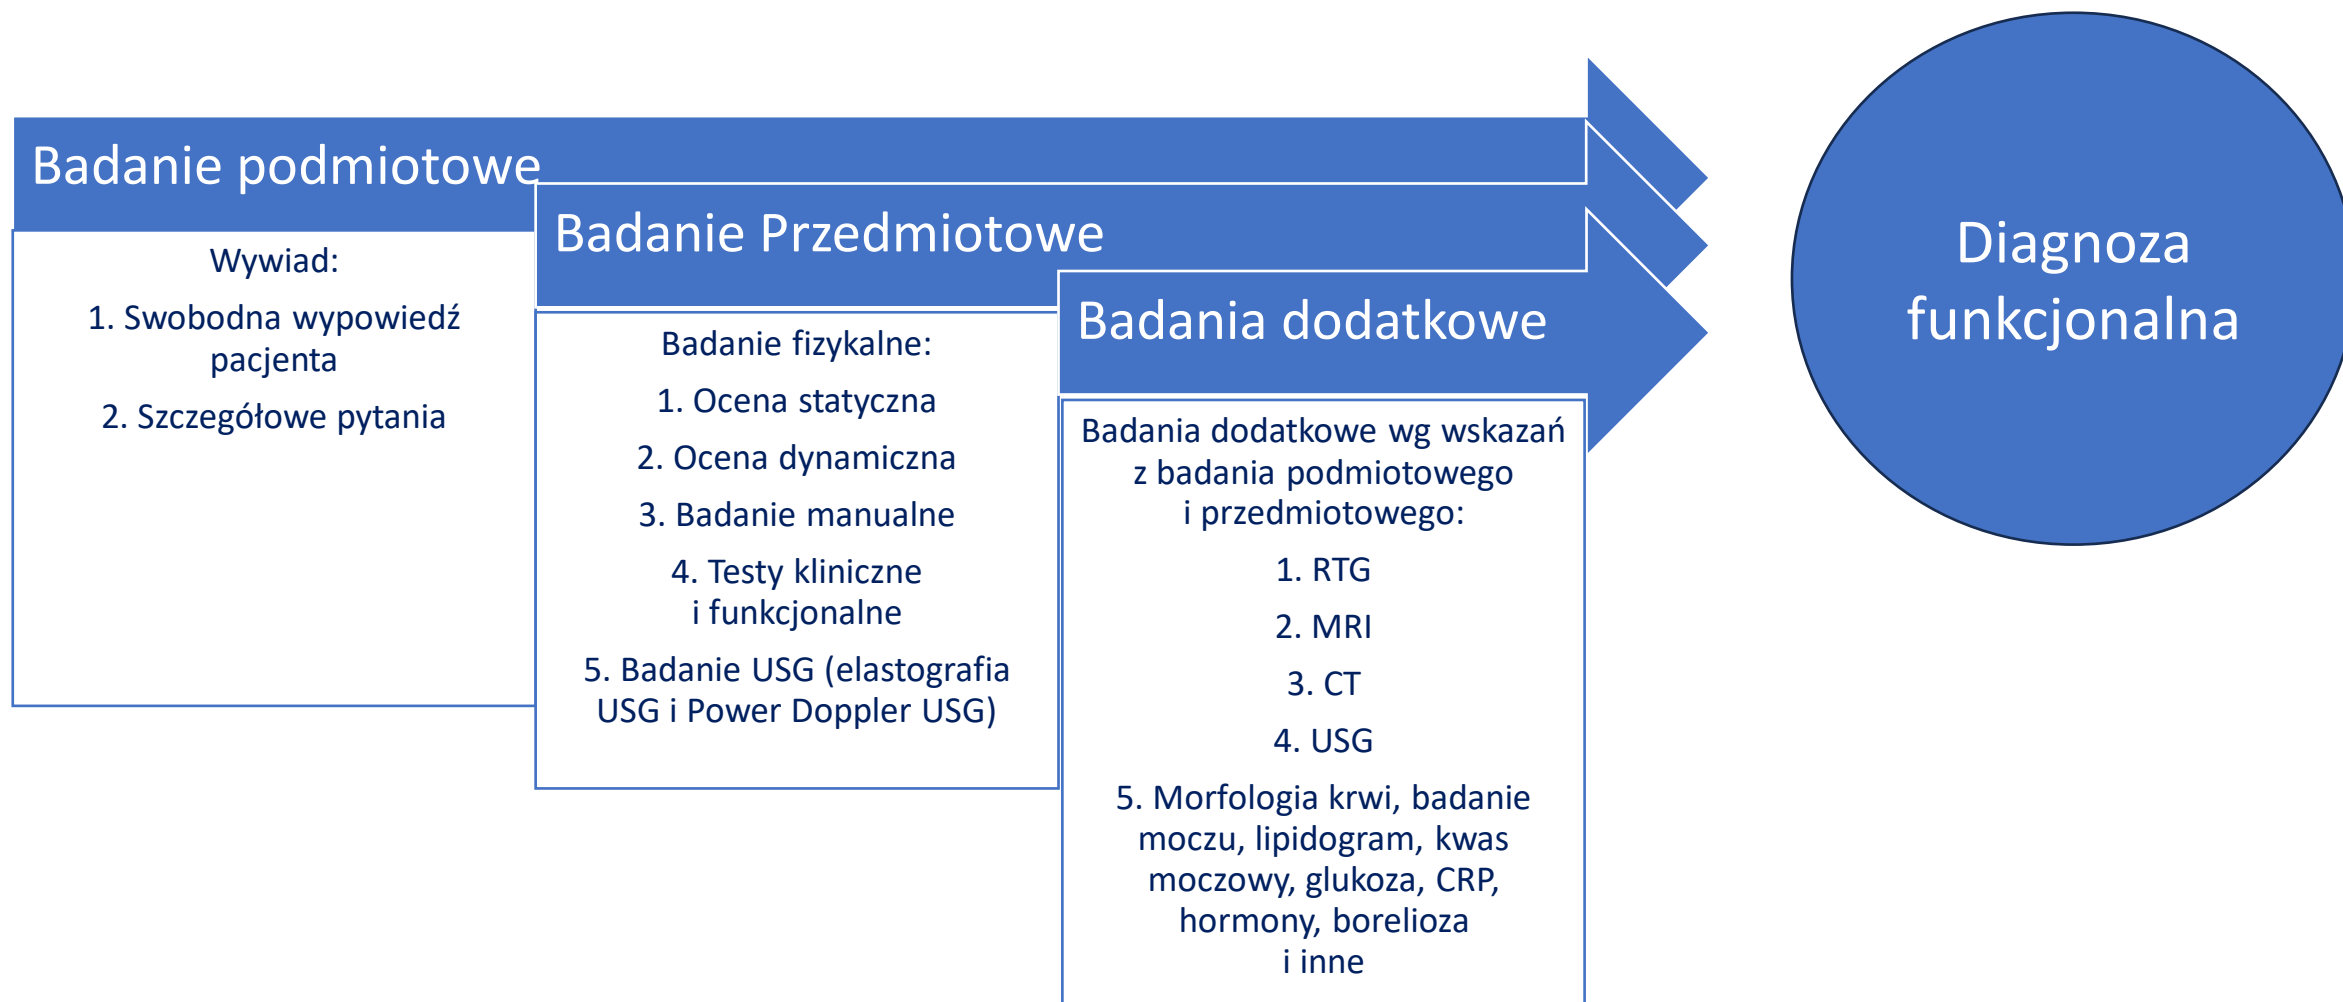 Badanie podmiotowe
Wywiad:
1. Swobodna wypowiedź
pacjenta
2. Szczegółowe pytania
Badanie Przedmiotowe
Badanie fizykalne:
1. Ocena statyczna
2. Ocena dynamiczna
3. Badanie manualne
4. Testy kliniczne
i funkcjonalne
5. Badanie USG (elastografia
USG i Power Doppler USG)
Badania dodatkowe
Badania dodatkowe wg wskazań
z badania podmiotowego
i przedmiotowego:
1. RTG
2. MRI
3. CT
4. USG
5. Morfologia krwi, badanie
moczu, lipidogram, kwas
moczowy, glukoza, CRP,
hormony, borelioza
i inne
Diagnoza
funkcjonalna